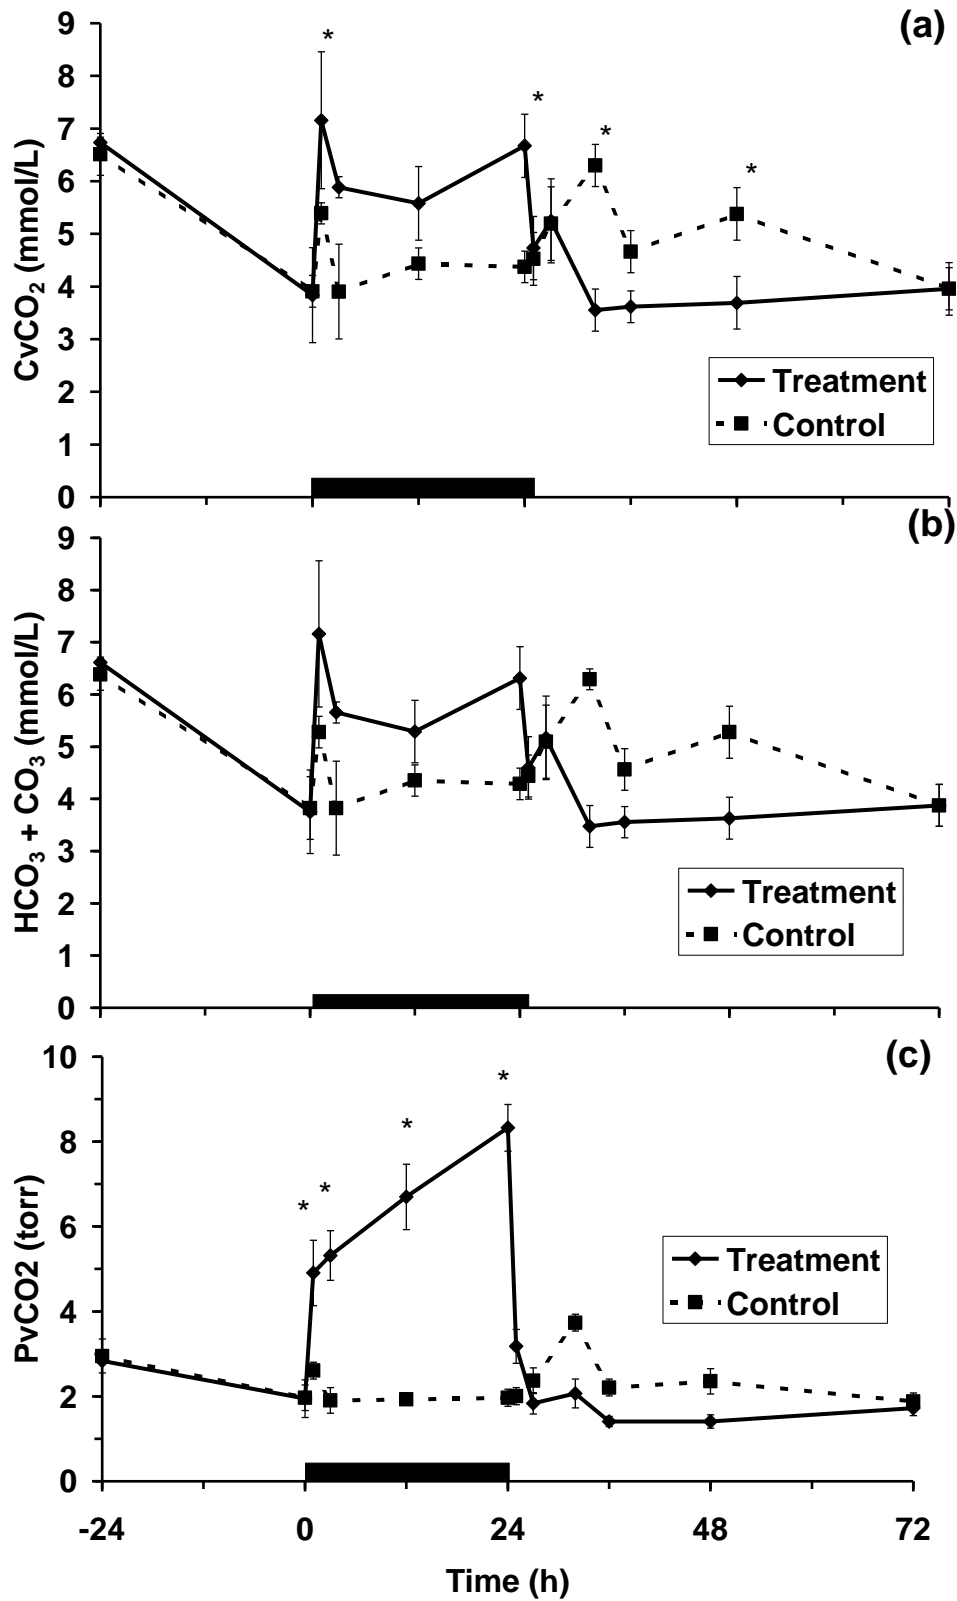 (a)
9
8
7
6
5
4
3
2
1
0
CvCO₂ (mmol/L)
*
*
*
*
Treatment
Control
(b)
9
8
7
6
5
4
3
2
1
0
HCO₃ + CO₃ (mmol/L)
Treatment
Control
(c)
10
8
6
4
2
0
PvCO2 (torr)
*
*
*
*
Treatment
Control
-24 0 24 48 72
Time (h)